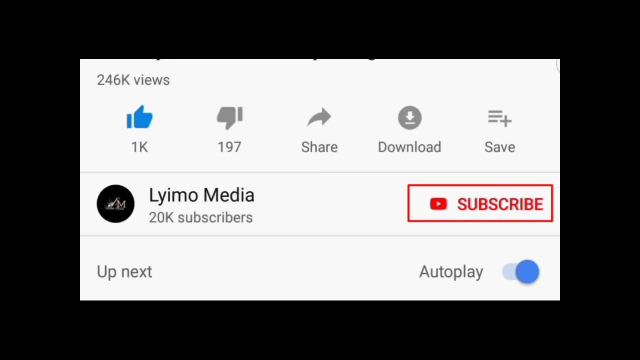 246K views
1K
197
Share
Download
Save
Lyimo Media
20K subscribers
SUBSCRIBE
Up next
Autoplay